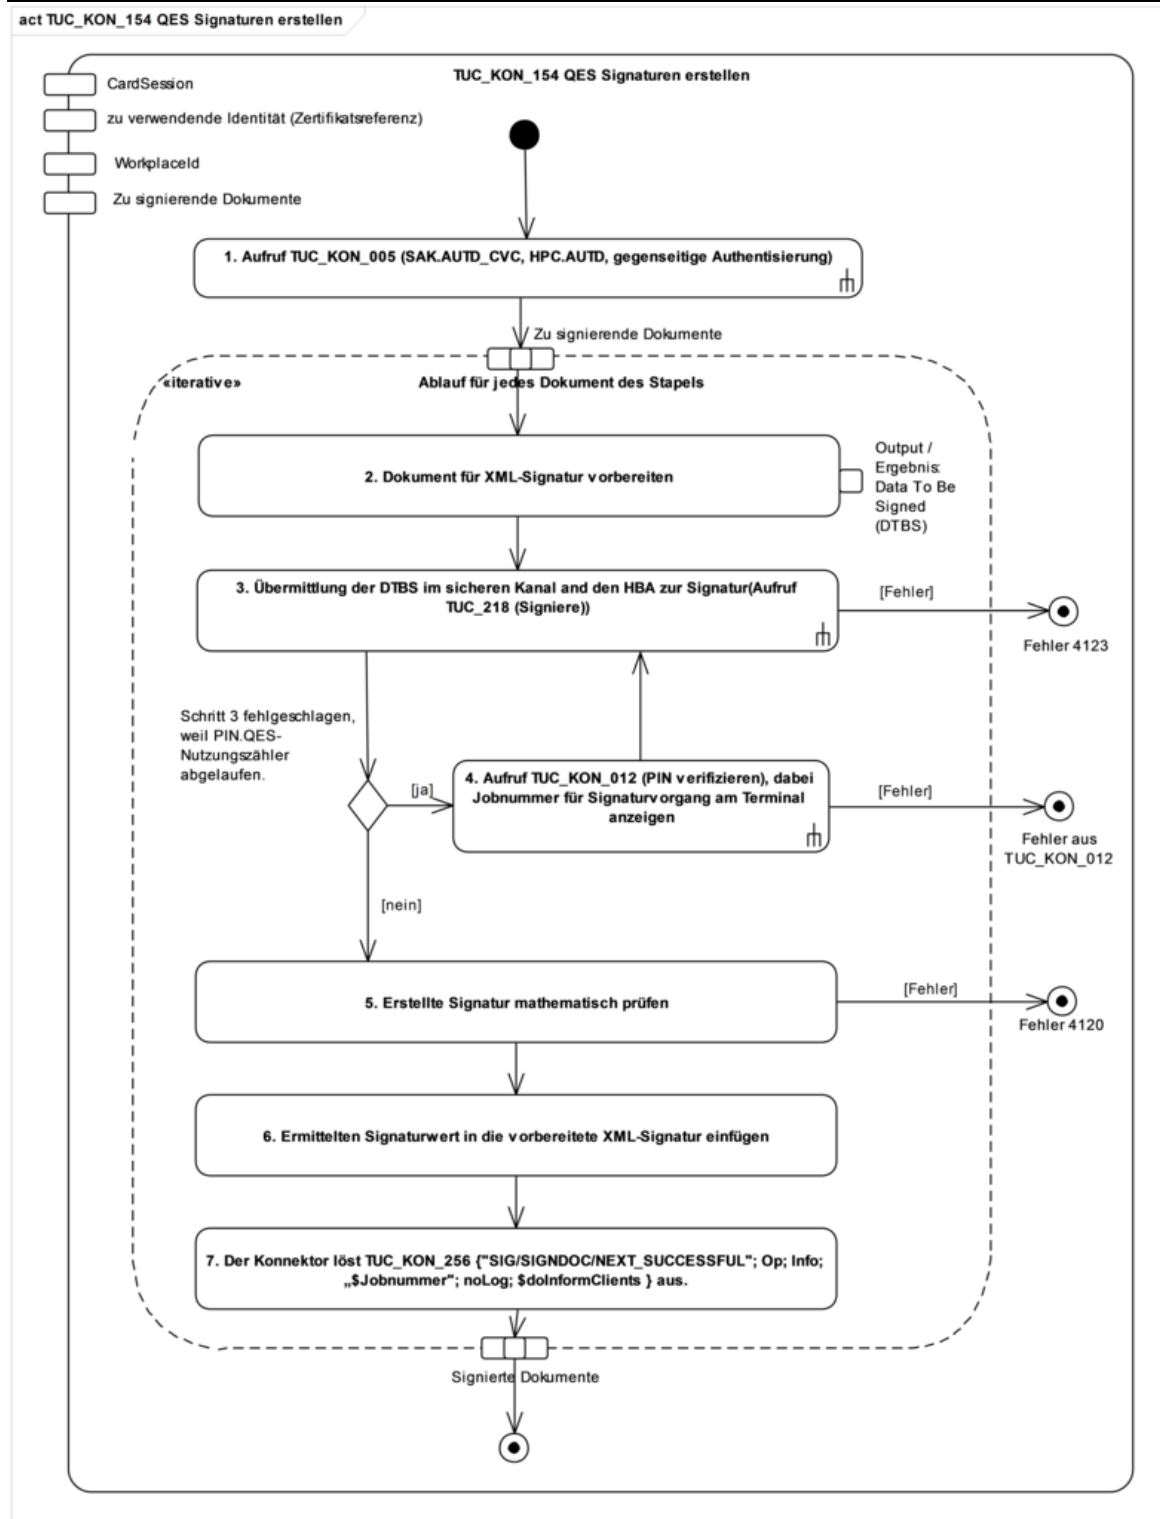 act TUC_KON_154 QES Signaturen erstellen
TUC_KON_154 QES Signaturen erstellen
CardSession
zu verwendende Identität (Zertifikatsreferenz)
WorkplaceId
Zu signierende Dokumente
1. Aufruf TUC_KON_005 (SAK.AUTD_CVC, HPC.AUTD, gegenseitige Authentisierung)
Zu signierende Dokumente
«iterative»
Ablauf für jedes Dokument des Stapels
2. Dokument für XML-Signatur vorbereiten
Output /
Ergebnis:
Data To Be
Signed
(DTBS)
3. Übermittlung der DTBS im sicheren Kanal and den HBA zur Signatur(Aufruf
TUC_218 (Signiere))
[Fehler]
Fehler 4123
Schritt 3 fehlgeschlagen,
weil PIN.QES-
Nutzungszähler
abgelaufen.
[ja]
4. Aufruf TUC_KON_012 (PIN verifizieren), dabei
Jobnummer für Signaturvorgang am Terminal
anzeigen
[Fehler]
Fehler aus
TUC_KON_012
[nein]
5. Erstellte Signatur mathematisch prüfen
[Fehler]
Fehler 4120
6. Ermittelten Signaturwert in die vorbereitete XML-Signatur einfügen
7. Der Konnektor löst TUC_KON_256 {"SIG/SIGNDOC/NEXT_SUCCESSFUL"; Op; Info;
„$Jobnummer"; noLog; $doInformClients } aus.
Signierte Dokumente